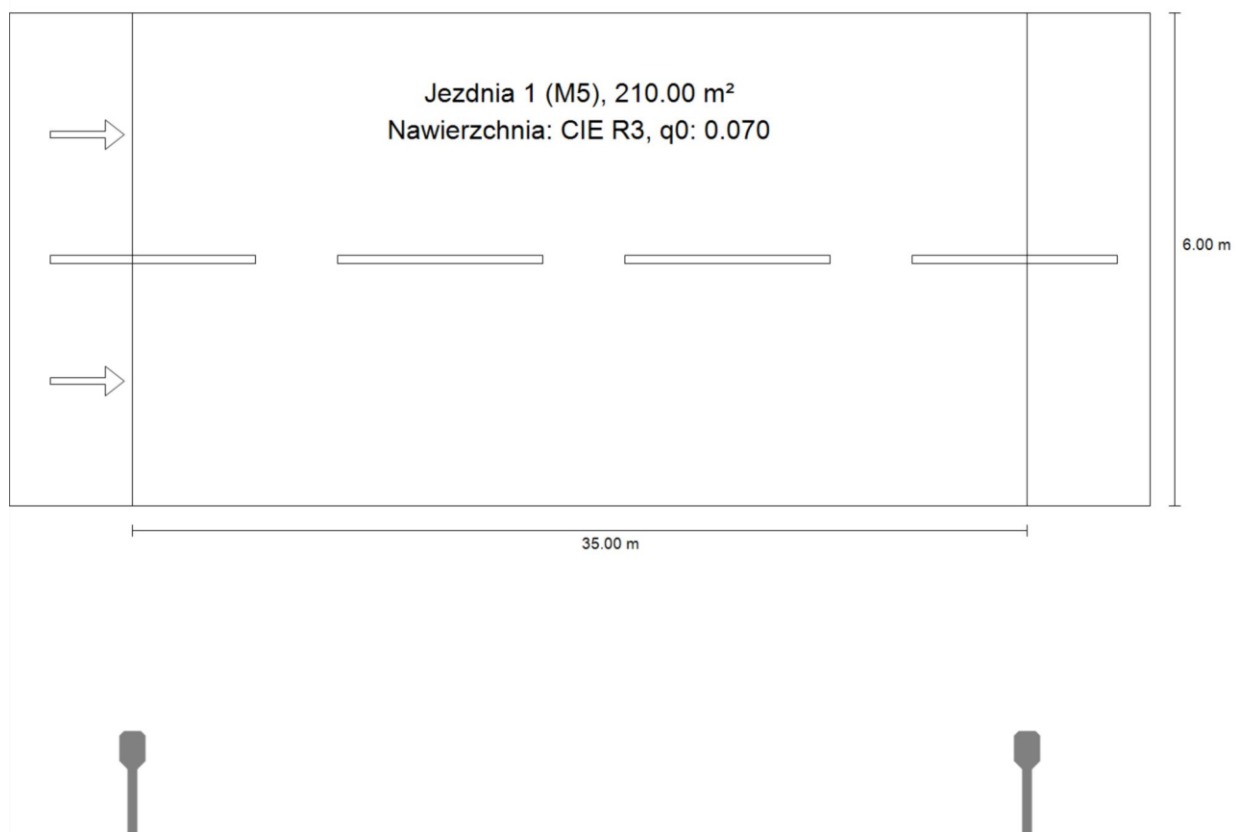 Jezdnia 1 (M5), 210.00 m²
Nawierzchnia: CIE R3, q0: 0.070
6.00 m
35.00 m